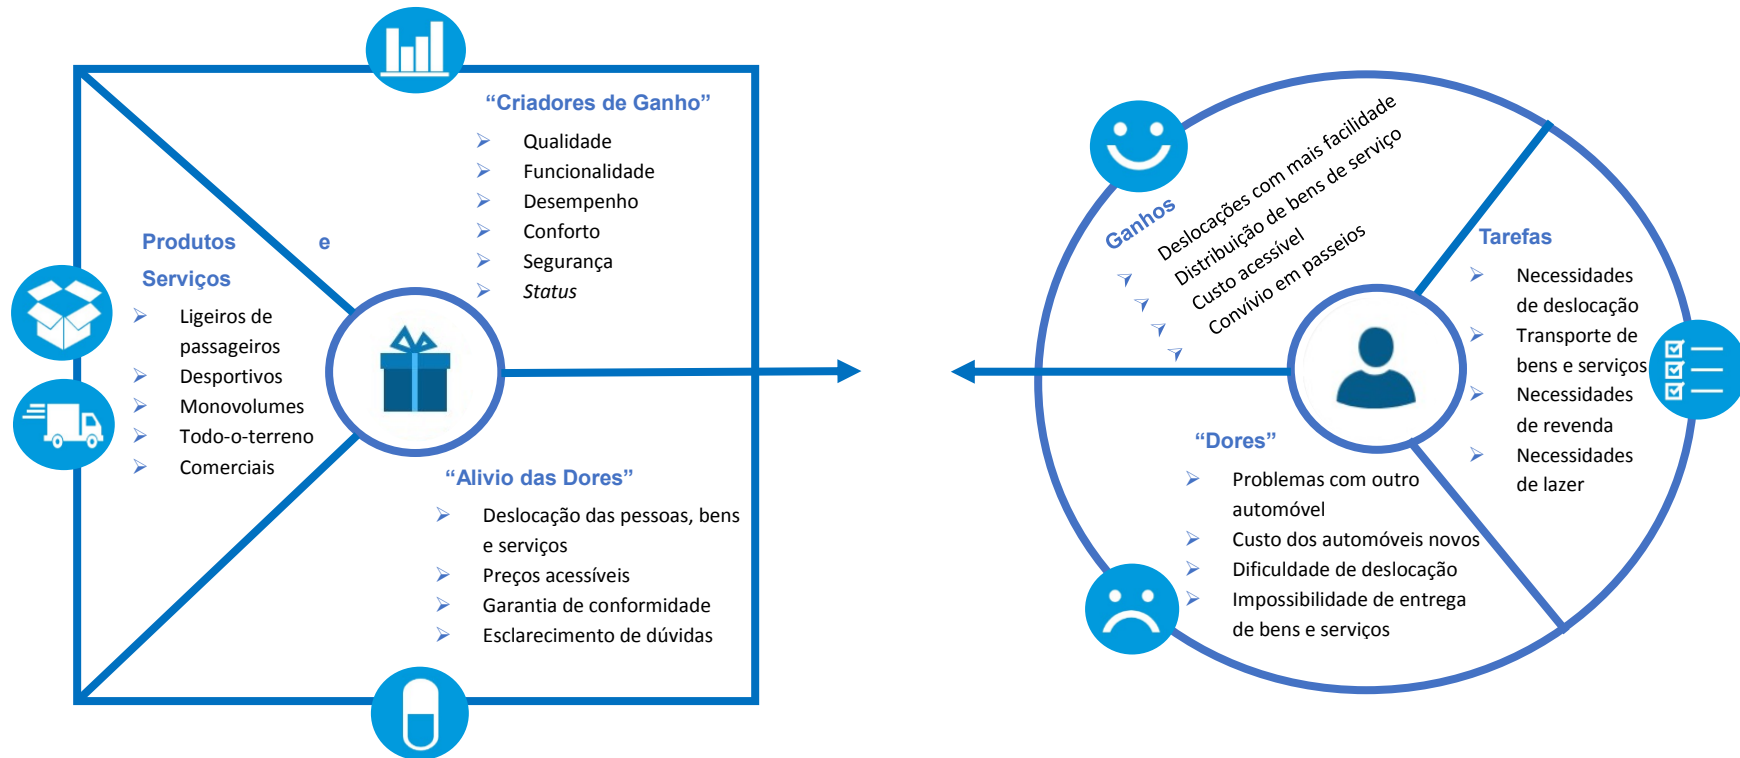 “Criadores de Ganho”
Qualidade
Funcionalidade
Desempenho
Conforto
Segurança
Status
Produtos e
Serviços
Ligeiros de
passageiros
Desportivos
Monovolumes
Todo-o-terreno
Comerciais
“Alivio das Dores”
Deslocação das pessoas, bens
e serviços
Preços acessíveis
Garantia de conformidade
Esclarecimento de dúvidas
Ganhos
Deslocações com mais facilidade
Distribuição de bens de serviço
Custo acessível
Convívio em passeios
Tarefas
Necessidades
de deslocação
Transporte de
bens e serviços
Necessidades
de revenda
Necessidades
de lazer
“Dores”
Problemas com outro
automóvel
Custo dos automóveis novos
Dificuldade de deslocação
Impossibilidade de entrega
de bens e serviços